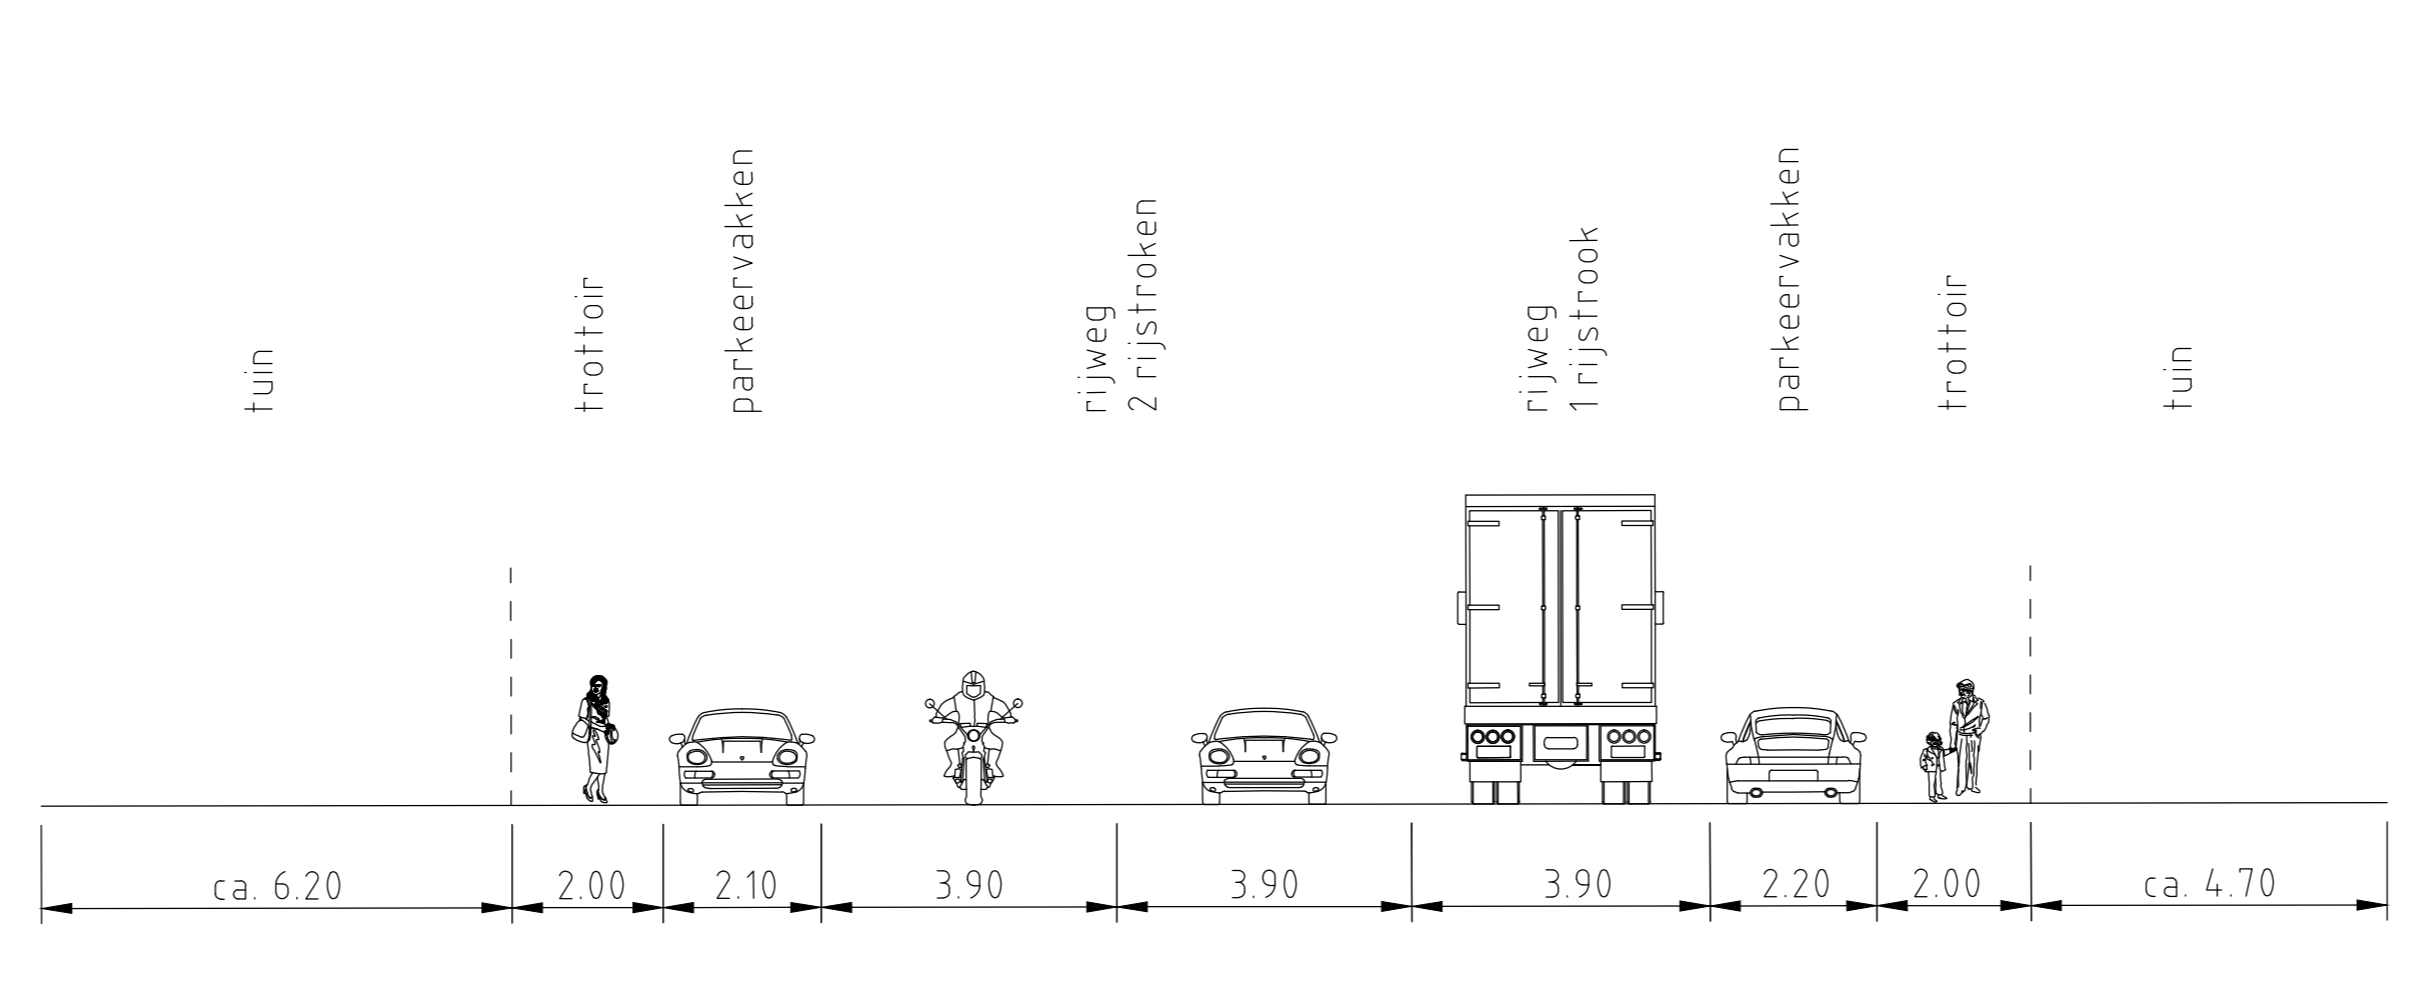 tuin
trottoir
parkeervakken
rijweg
2 rijstroken
rijweg
1 rijstrook
parkeervakken
trottoir
tuin
ca. 6.20
2.00
2.10
3.90
3.90
3.90
2.20
2.00
ca. 4.70